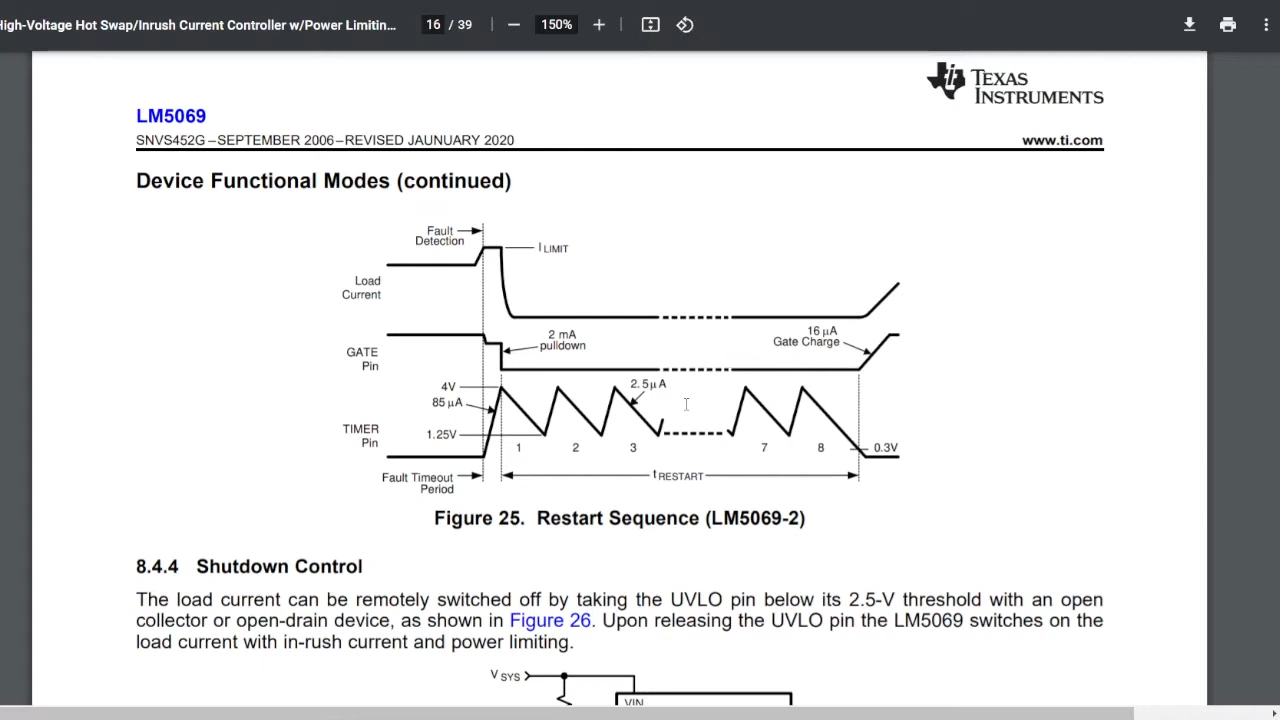 High-Voltage Hot Swap/Inrush Current Controller w/Power Limitin...
16 / 39
150%
TEXAS
INSTRUMENTS
LM5069
SNVS452G –SEPTEMBER 2006–REVISED JAUNUARY 2020
www.ti.com
Device Functional Modes (continued)
Fault
Detection
I LIMIT
Load
Current
2 mA
pulldown
16 μA
Gate Charge
GATE
Pin
2.5μA
4V
85 μA
TIMER
Pin
1.25V
1
2
3
7
8
0.3V
Fault Timeout
Period
tRESTART
Figure 25. Restart Sequence (LM5069-2)
8.4.4 Shutdown Control
The load current can be remotely switched off by taking the UVLO pin below its 2.5-V threshold with an open
collector or open-drain device, as shown in Figure 26. Upon releasing the UVLO pin the LM5069 switches on the
load current with in-rush current and power limiting.
V SYS
VIN